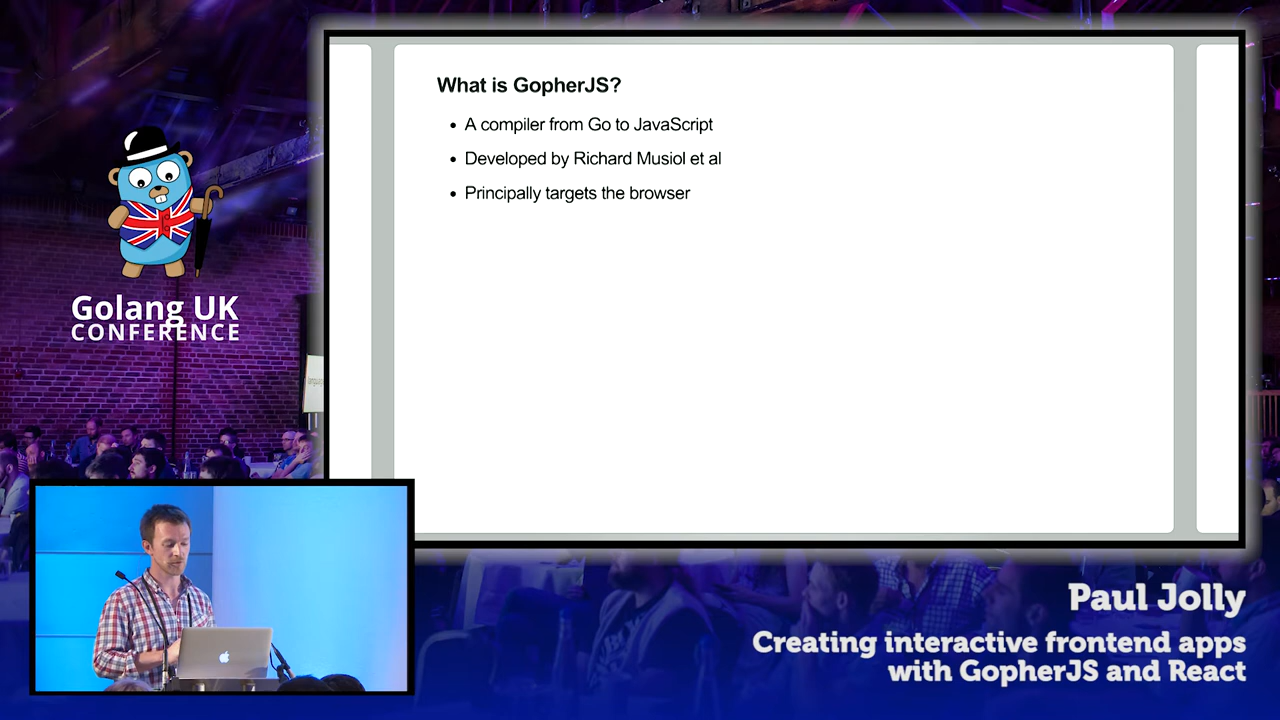 What is GopherJS?
• A compiler from Go to JavaScript
• Developed by Richard Musiol et al
• Principally targets the browser
Golang UK
CONFERENCE
Paul Jolly
Creating interactive frontend apps
with GopherJS and React